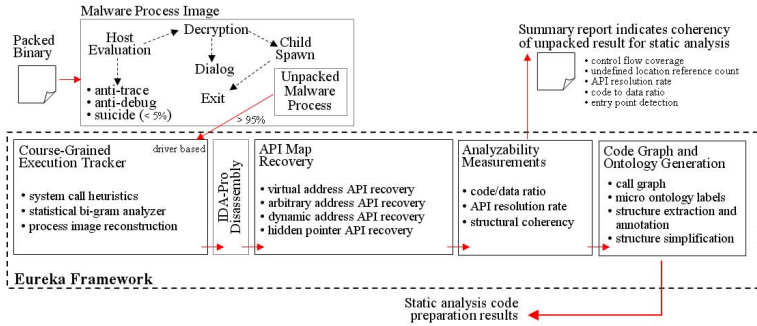 Malware Process Image
Packed
Binary
Host
Evaluation
Decryption
Child
Spawn
Dialog
Exit
• anti-trace
• anti-debug
• suicide (< 5%)
Unpacked
Malware
Process
> 95%
Summary report indicates coherency
of unpacked result for static analysis
• control flow coverage
• undefined location reference count
• API resolution rate
• code to data ratio
• entry point detection
driver based
Course-Grained
Execution Tracker
• system call heuristics
• statistical bi-gram analyzer
• process image reconstruction
IDA-Pro
Disassembly
API Map
Recovery
• virtual address API recovery
• arbitrary address API recovery
• dynamic address API recovery
• hidden pointer API recovery
Analyzability
Measurements
• code/data ratio
• API resolution rate
• structural coherency
Code Graph and
Ontology Generation
• call graph
• micro ontology labels
• structure extraction and
annotation
• structure simplification
Eureka Framework
Static analysis code
preparation results